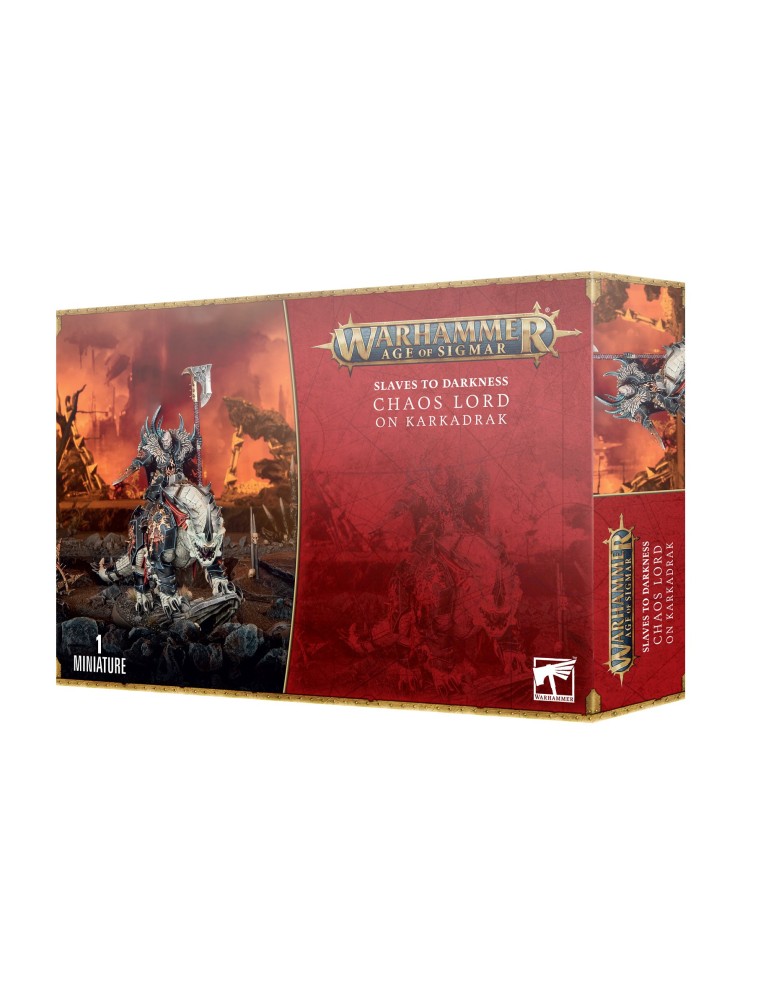 WARHAMMER
AGE OF SIGMAR
SLAVES TO DARKNESS
CHAOS LORD
ON KARKADRAK
1
MINIATURE
WARHAMMER
WARHAMMER
AGE OF SIGMAR
SLAVES TO DARKNESS
CHAOS LORD
ON KARKADRAK